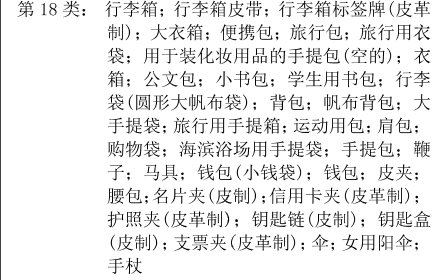 第 18 类： 行李箱；行李箱皮带；行李箱标签牌(皮革
制)；大衣箱；便携包；旅行包；旅行用衣
袋；用于装化妆用品的手提包(空的)；衣
箱；公文包；小书包；学生用书包；行李
袋(圆形大帆布袋)；背包；帆布背包；大
手提袋；旅行用手提箱；运动用包；肩包；
购物袋；海滨浴场用手提袋；手提包；鞭
子；马具；钱包(小钱袋)；钱包；皮夹；
腰包；名片夹(皮制)；信用卡夹(皮革制)；
护照夹(皮革制)；钥匙链(皮制)；钥匙盒
(皮制)；支票夹(皮革制)；伞；女用阳伞；
手杖